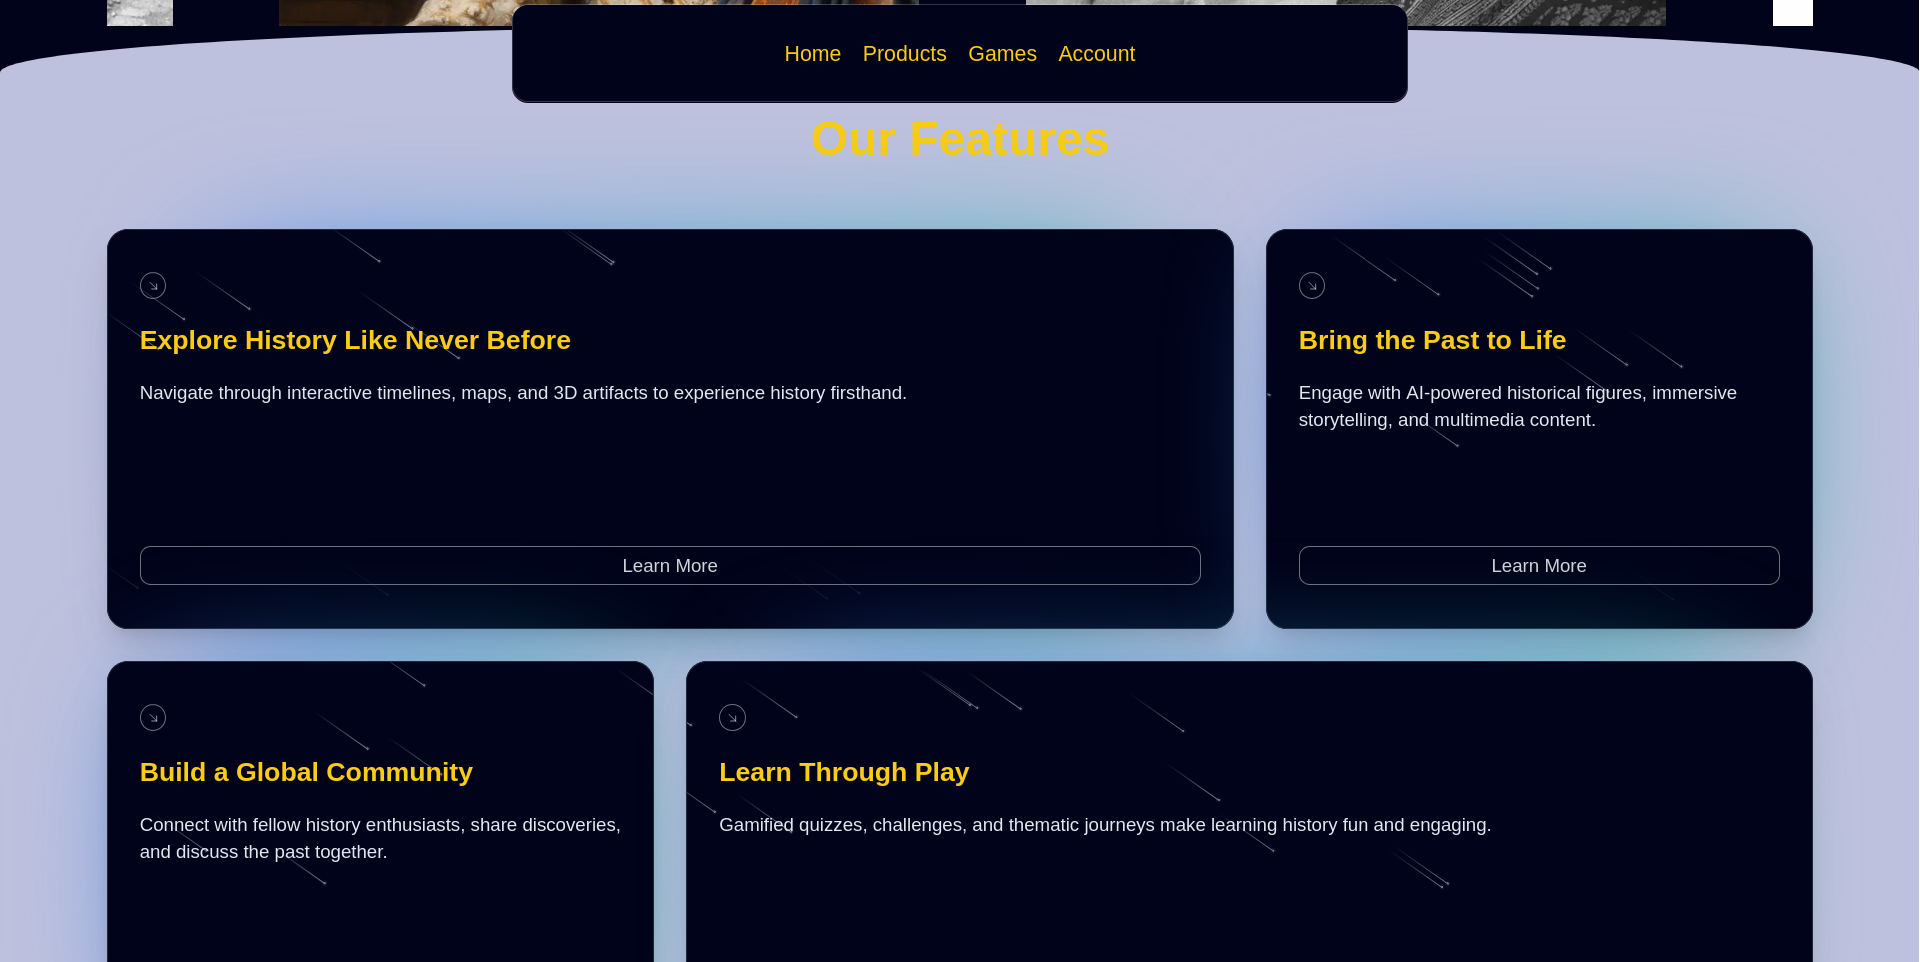 Home Products Games Account
Our Features
Explore History Like Never Before
Navigate through interactive timelines, maps, and 3D artifacts to experience history firsthand.
Learn More
Bring the Past to Life
Engage with AI-powered historical figures, immersive
storytelling, and multimedia content.
Learn More
Build a Global Community
Connect with fellow history enthusiasts, share discoveries,
and discuss the past together.
Learn Through Play
Gamified quizzes, challenges, and thematic journeys make learning history fun and engaging.